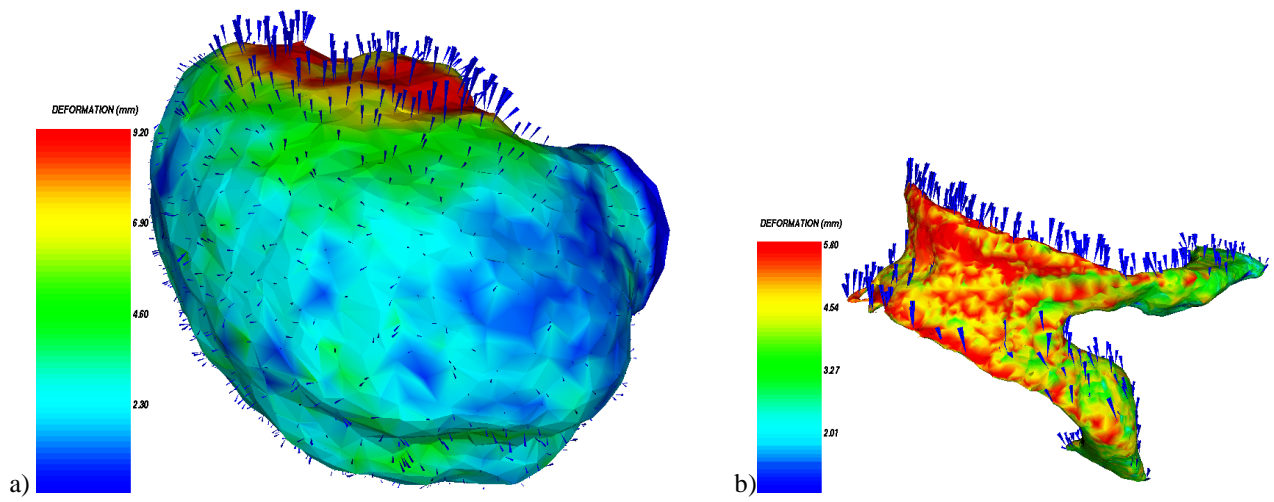 DEFORMATION (mm)
9.20
6.90
4.60
2.30
a)
DEFORMATION (mm)
5.80
4.54
3.27
2.01
b)